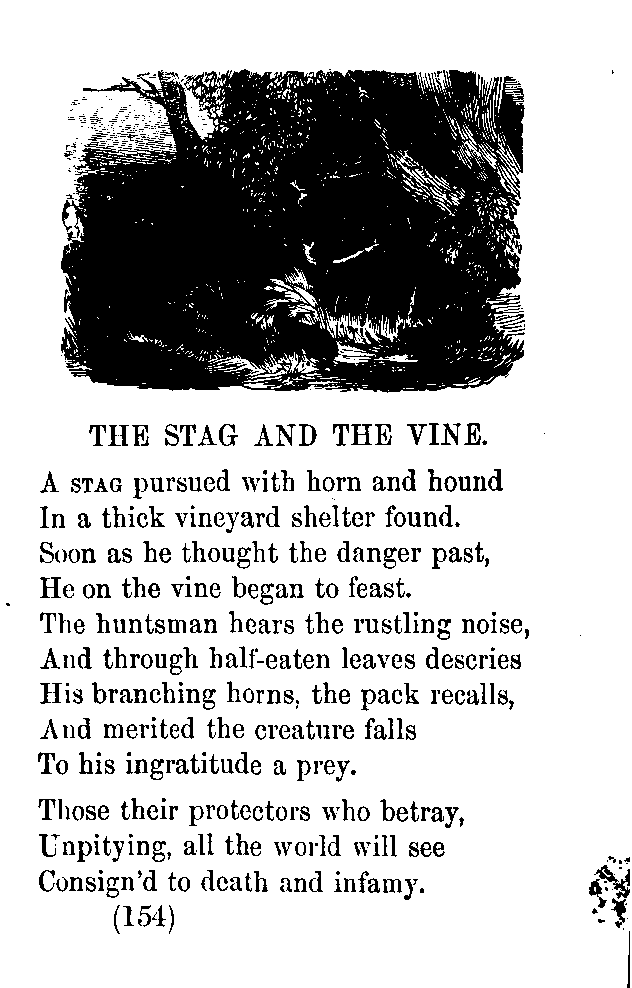 THE STAG AND THE VINE.
A STAG pursued with horn and hound
In a thick vineyard shelter found.
Soon as he thought the danger past,
He on the vine began to feast.
The huntsman hears the rustling noise,
And through half-eaten leaves descries
His branching horns, the pack recalls,
And merited the creature falls
To his ingratitude a prey.
Those their protectors who betray,
Unpitying, all the world will see
Consign'd to death and infamy.
(154)